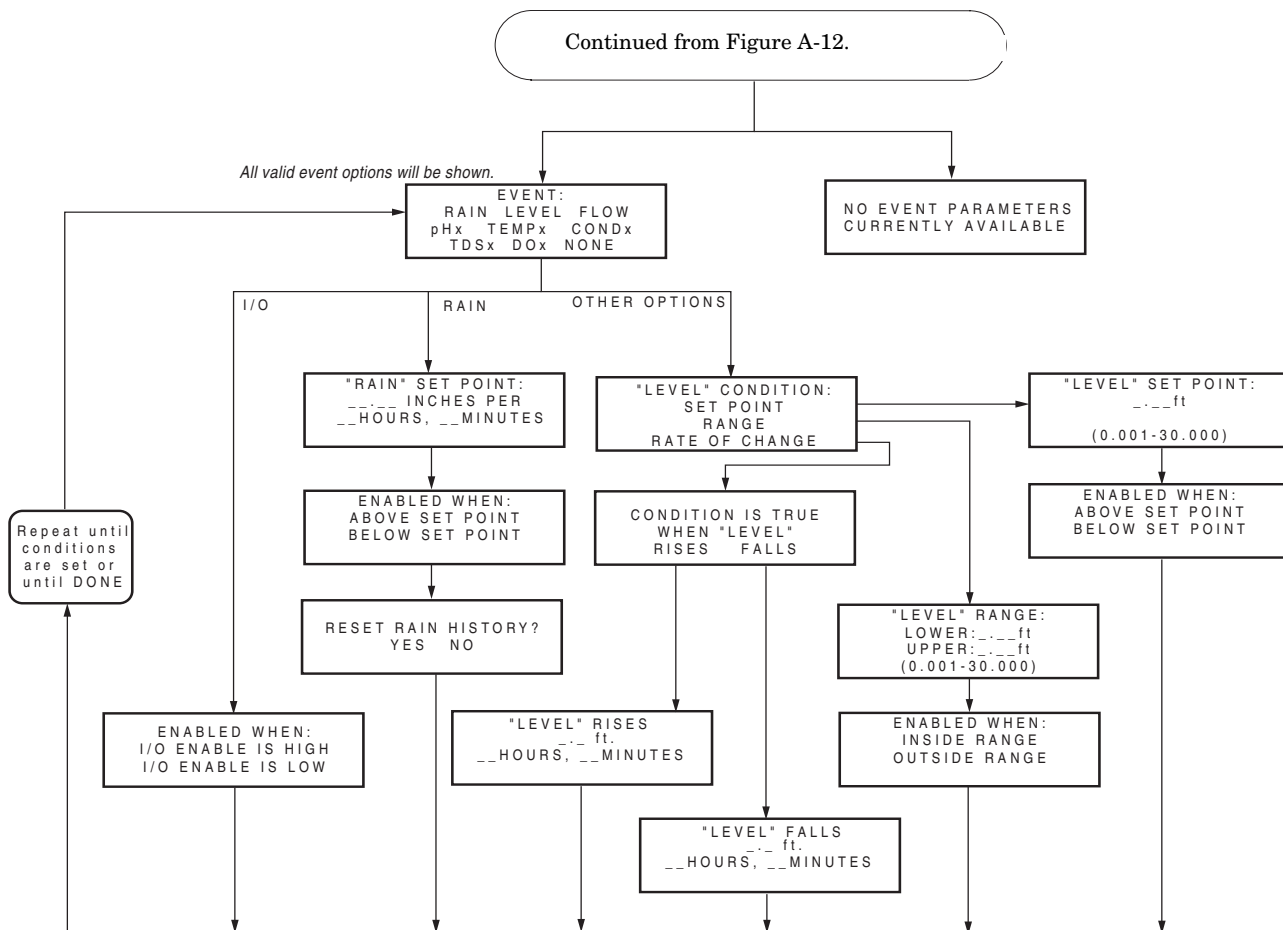 Continued from Figure A-12.
All valid event options will be shown.
EVENT:
RAIN LEVEL FLOW
pHx TEMPx CONDx
TDSx DOx NONE
NO EVENT PARAMETERS
CURRENTLY AVAILABLE
I/O
RAIN
OTHER OPTIONS
"RAIN" SET POINT:
__.__ INCHES PER
__HOURS, __MINUTES
"LEVEL" CONDITION:
SET POINT
RANGE
RATE OF CHANGE
"LEVEL" SET POINT:
_.__ft
(0.001-30.000)
ENABLED WHEN:
ABOVE SET POINT
BELOW SET POINT
CONDITION IS TRUE
WHEN "LEVEL"
RISES FALLS
ENABLED WHEN:
ABOVE SET POINT
BELOW SET POINT
Repeat until
conditions
are set or
until DONE
RESET RAIN HISTORY?
YES NO
"LEVEL" RANGE:
LOWER:_.__ft
UPPER:_.__ft
(0.001-30.000)
ENABLED WHEN:
I/O ENABLE IS HIGH
I/O ENABLE IS LOW
"LEVEL" RISES
_._ ft.
__HOURS, __MINUTES
ENABLED WHEN:
INSIDE RANGE
OUTSIDE RANGE
"LEVEL" FALLS
_._ ft.
__HOURS, __MINUTES